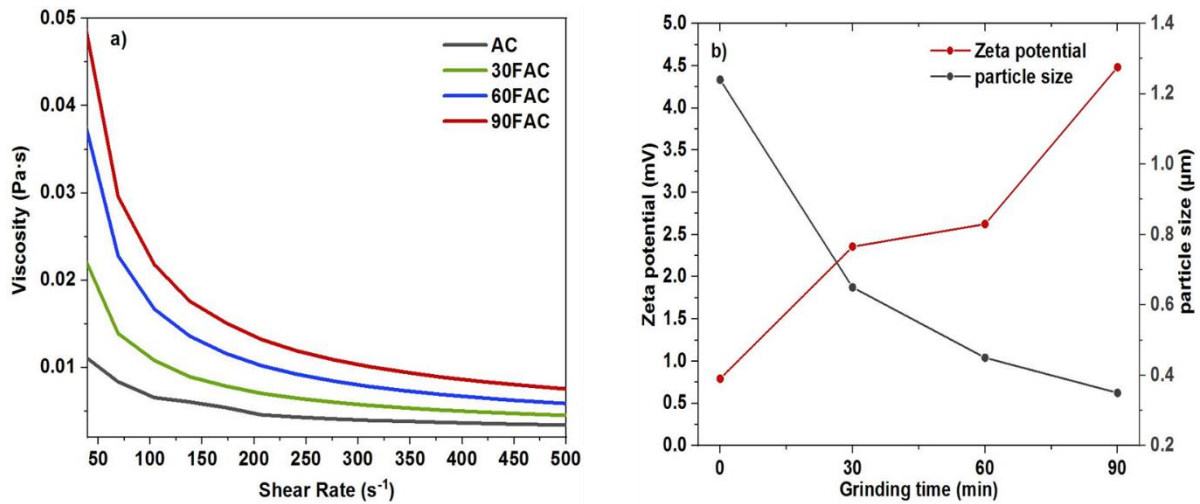 a)
AC
30FAC
60FAC
90FAC
0.05
0.04
0.03
0.02
0.01
Viscosity (Pa·s)
50 100 150 200 250 300 350 400 450 500
Shear Rate (s⁻¹)
b)
Zeta potential
particle size
5.0
4.5
4.0
3.5
3.0
2.5
2.0
1.5
1.0
0.5
0.0
Zeta potential (mV)
1.4
1.2
1.0
0.8
0.6
0.4
0.2
particle size (µm)
0 30 60 90
Grinding time (min)